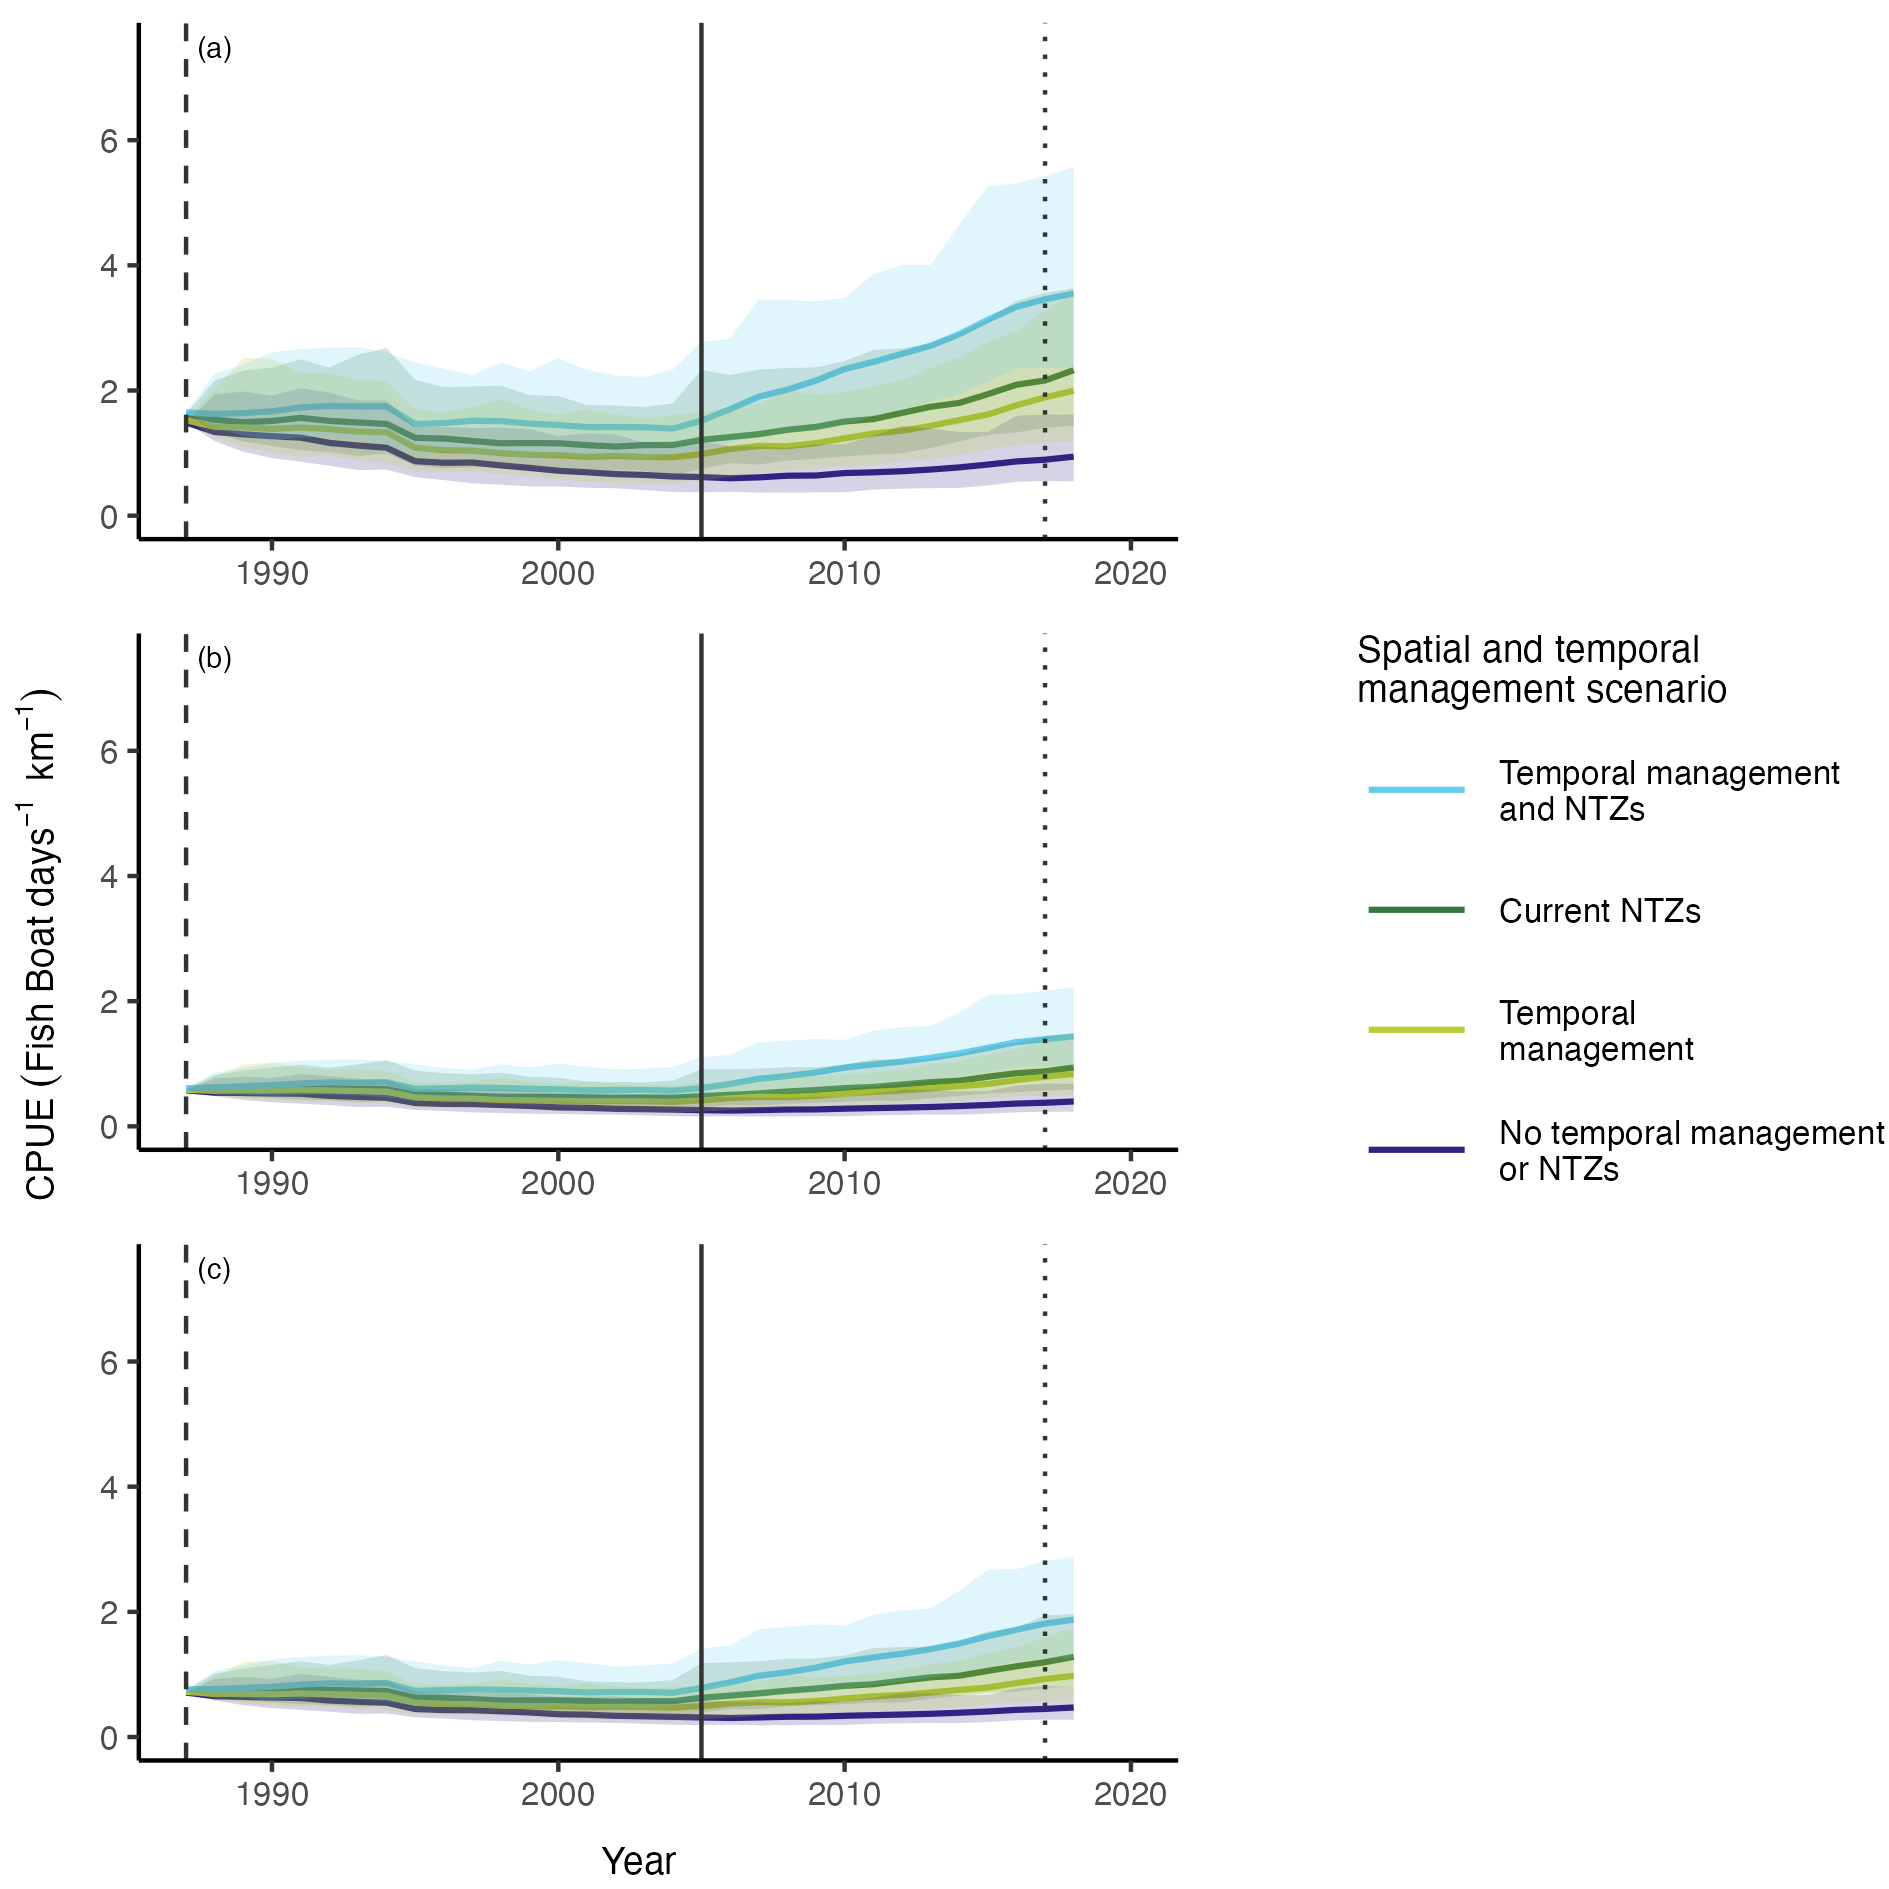 (a)
6
4
2
0
1990 2000 2010 2020
(b)
6
4
2
0
1990 2000 2010 2020
(c)
6
4
2
0
1990 2000 2010 2020
Year
CPUE (Fish Boat days⁻¹ km⁻¹)
Spatial and temporal
management scenario
Temporal management
and NTZs
Current NTZs
Temporal
management
No temporal management
or NTZs